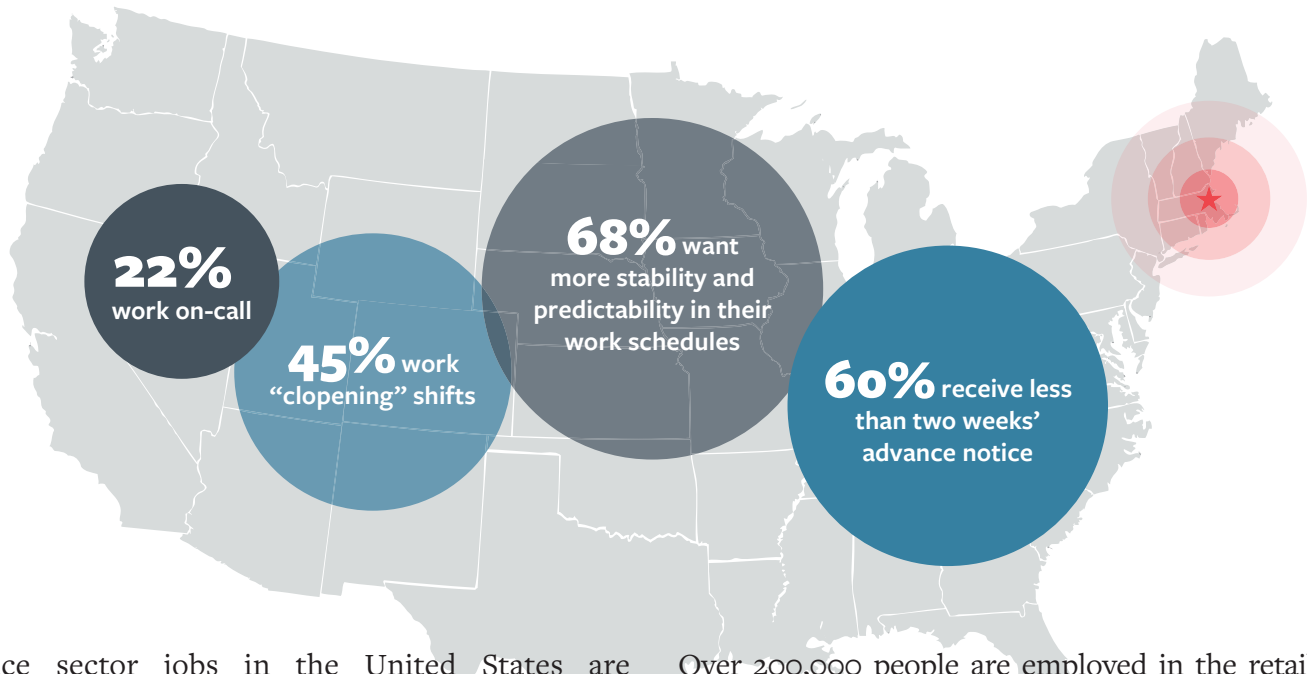 22%
work on-call
45% work
“clopening” shifts
68% want
more stability and
predictability in their
work schedules
60% receive less
than two weeks’
advance notice
sector jobs in the United States are
Over 200,000 people are employed in the